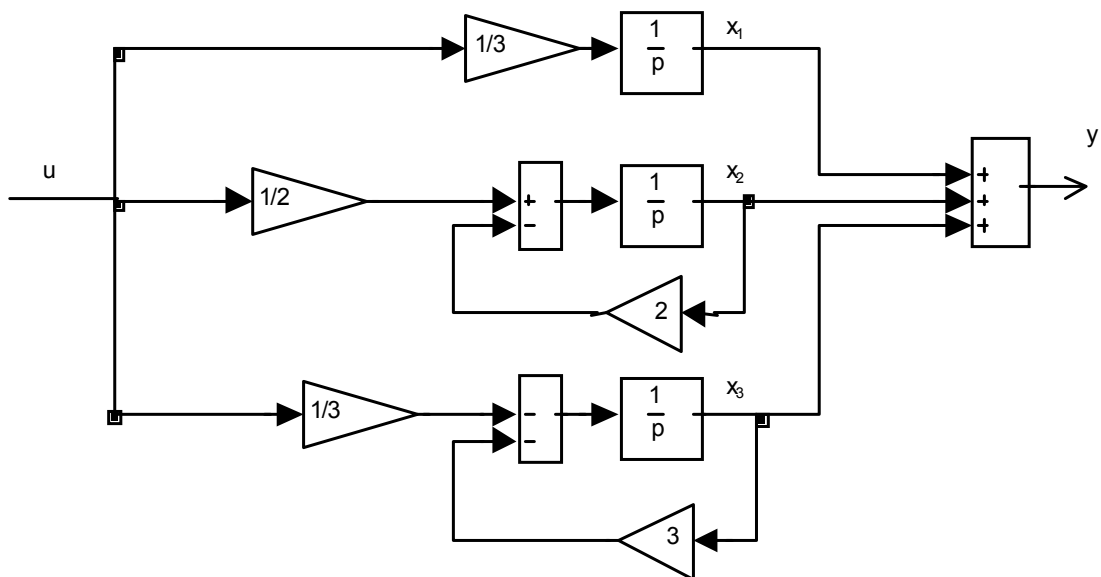 1/3
1
p
x1
u
1/2
+
-
1
p
x2
2
+
+
+
y
1/3
-
-
1
p
x3
3